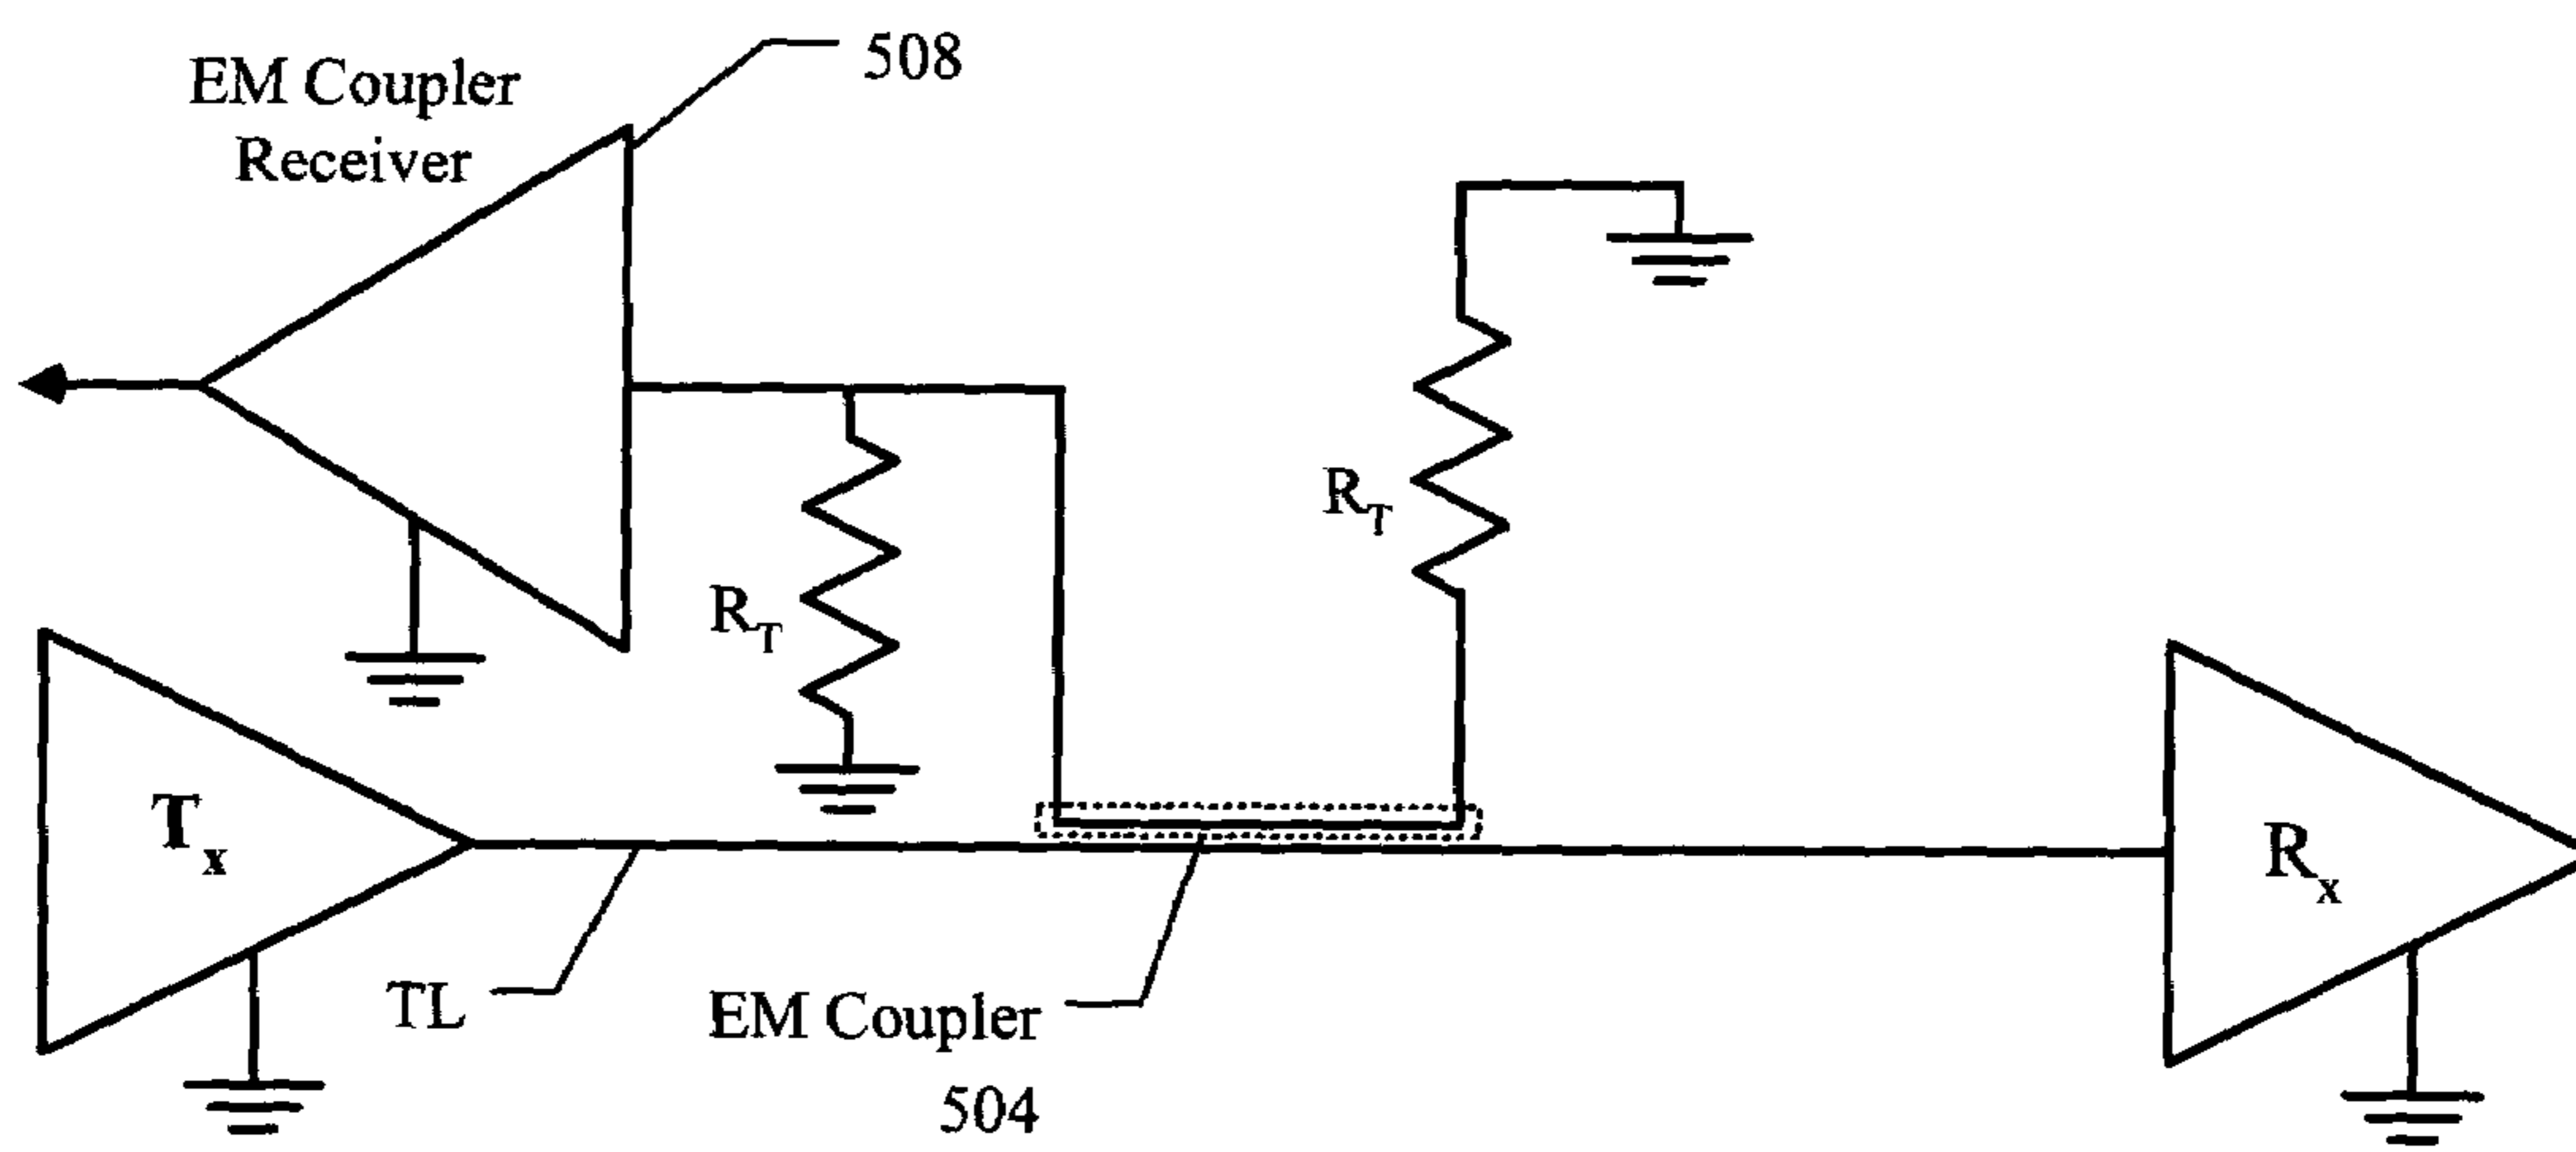 508
EM Coupler
Receiver
R_T
R_T
T_x
R_x
TL
EM Coupler
504